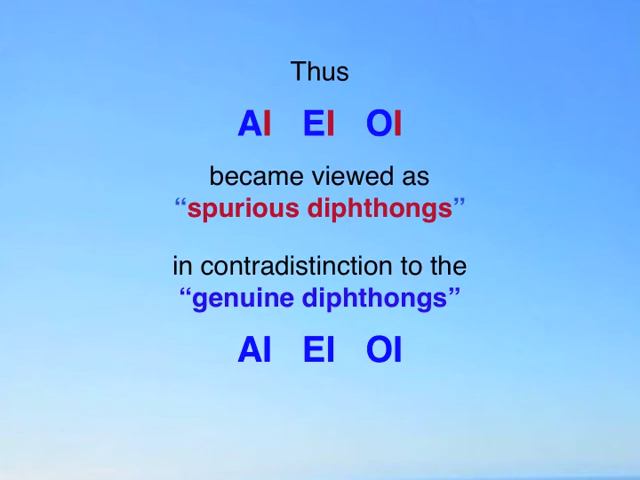 Thus
AI EI OI
became viewed as
“spurious diphthongs”
in contradistinction to the
“genuine diphthongs”
AI EI OI